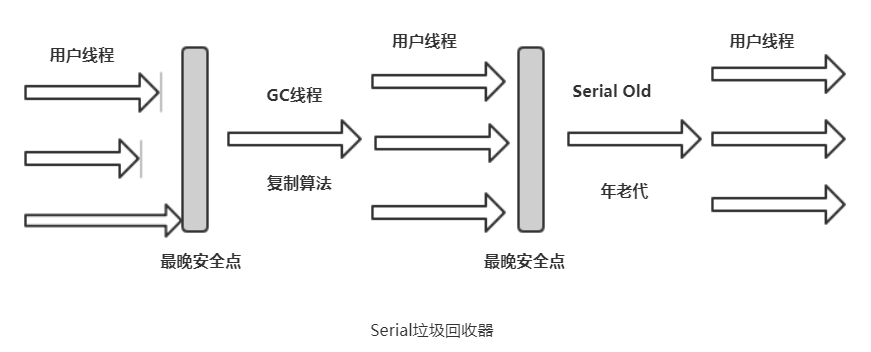 用户线程
用户线程
用户线程
GC线程
Serial Old
复制算法
年老代
最晚安全点
最晚安全点
Serial垃圾回收器